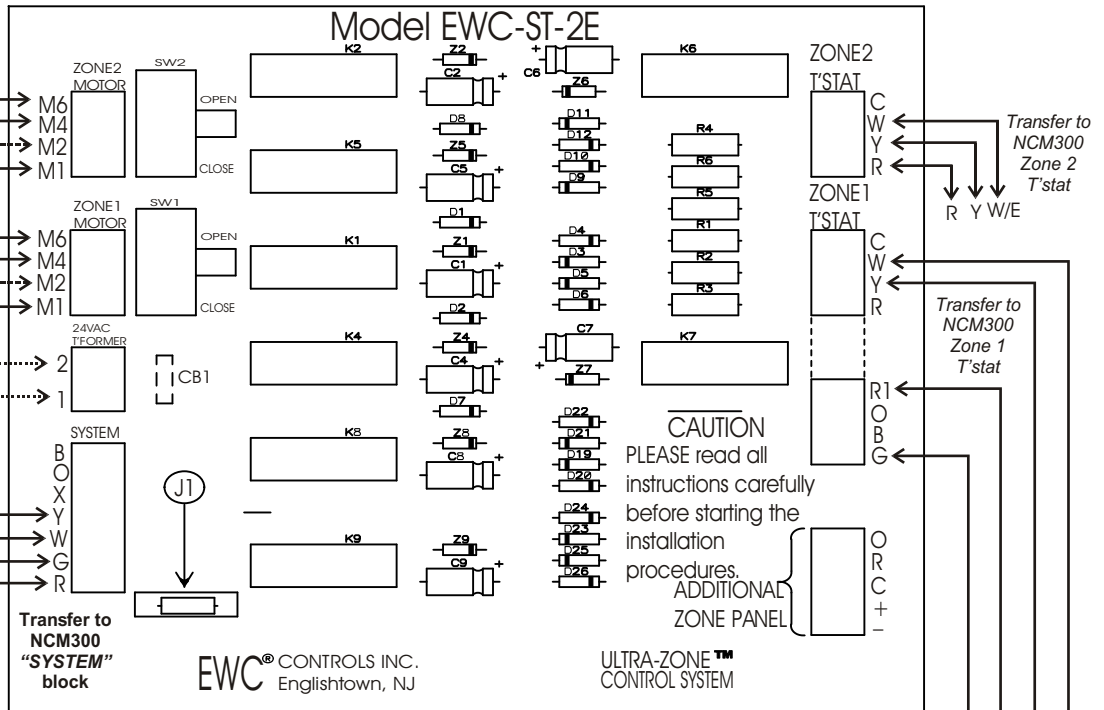 Model EWC-ST-2E
ZONE2
MOTOR
SW2
OPEN
CLOSE
M6
M4
M2
M1
ZONE1
MOTOR
SW1
OPEN
CLOSE
M6
M4
M2
M1
24VAC
T'FORMER
2
1
CB1
SYSTEM
B
O
X
Y
W
G
R
J1
Transfer to
NCM300
"SYSTEM"
block
K2
K5
K1
K4
K8
K9
Z2
C2
+
D8
Z5
C5
+
D1
Z1
C1
+
D2
Z4
C4
+
D7
Z8
C8
+
Z9
C9
+
+
C6
Z6
D11
D12
D10
D9
D4
D3
D5
D6
C7
+
Z7
D22
D21
D19
D20
D24
D23
D25
D26
K6
R4
R6
R5
R1
R2
R3
K7
CAUTION
PLEASE read all
instructions carefully
before starting the
installation
procedures.
ADDITIONAL
ZONE PANEL
ZONE2
T'STAT
C
W
Y
R
Transfer to
NCM300
Zone 2
T'stat
R Y W/E
ZONE1
T'STAT
C
W
Y
R
Transfer to
NCM300
Zone 1
T'stat
R1
O
B
G
O
R
C
+
–
EWC® CONTROLS INC.
Englishtown, NJ
ULTRA-ZONE™
CONTROL SYSTEM